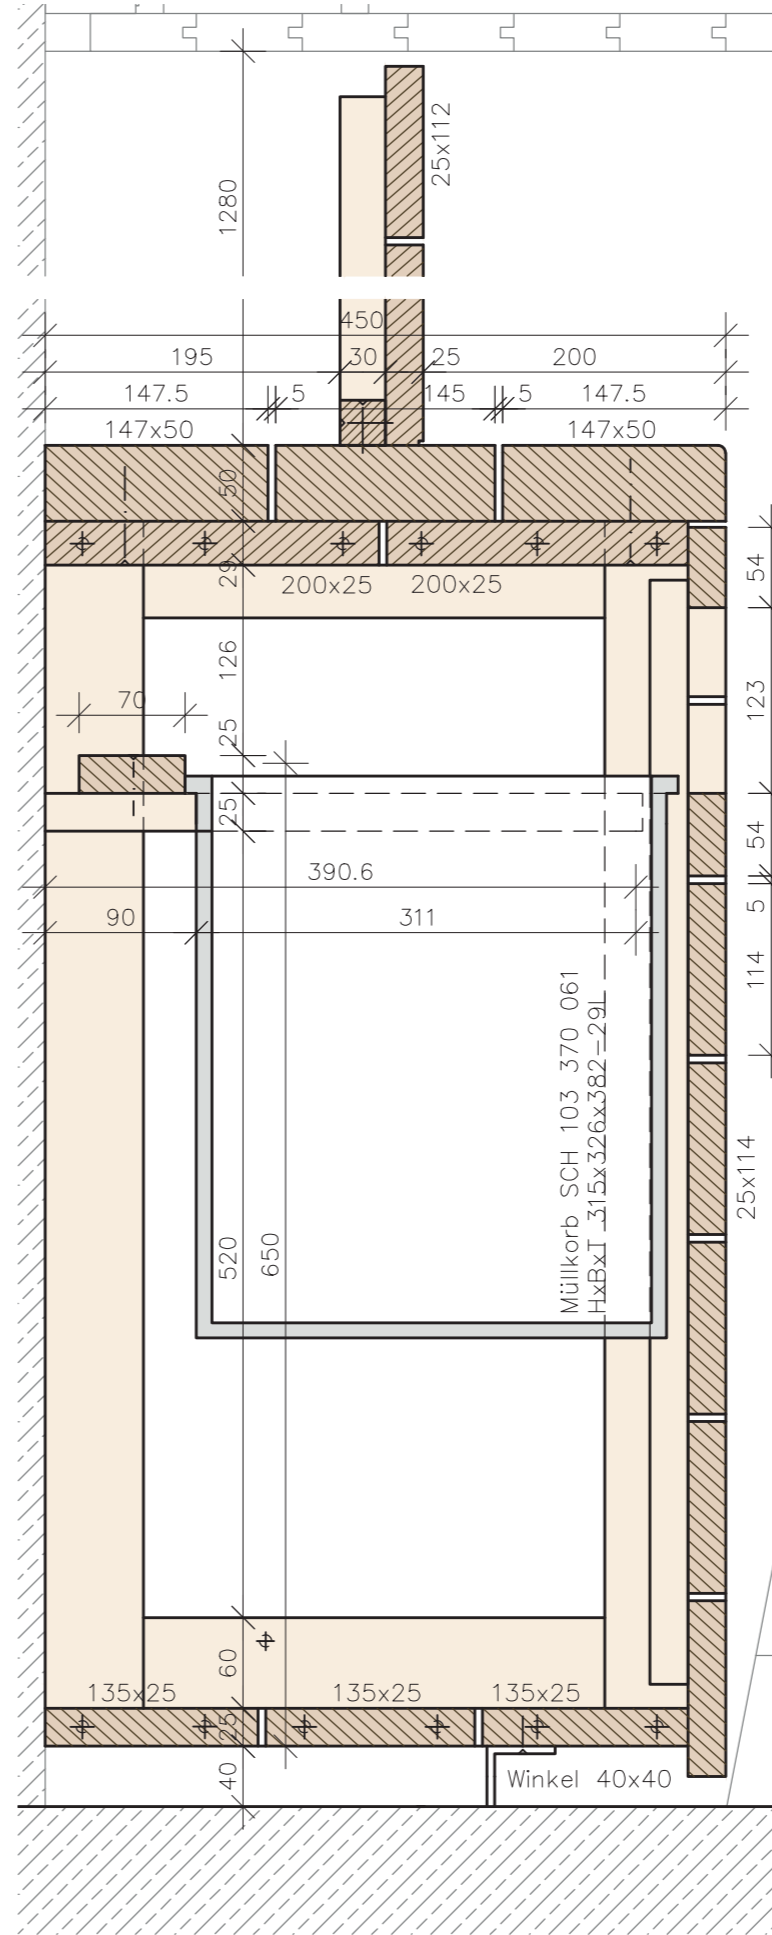 25x112
1280
450
195 30 25 200
147.5 5 145 5 147.5
147x50 147x50
50
29
200x25 200x25
54
126
123
70
25
25
54
390.6
5
90 311
114
Müllkorb SCH 103 370 061
HxBxT 315x326x382-29l
25x114
520
650
60
135x25 135x25 135x25
25
40
Winkel 40x40